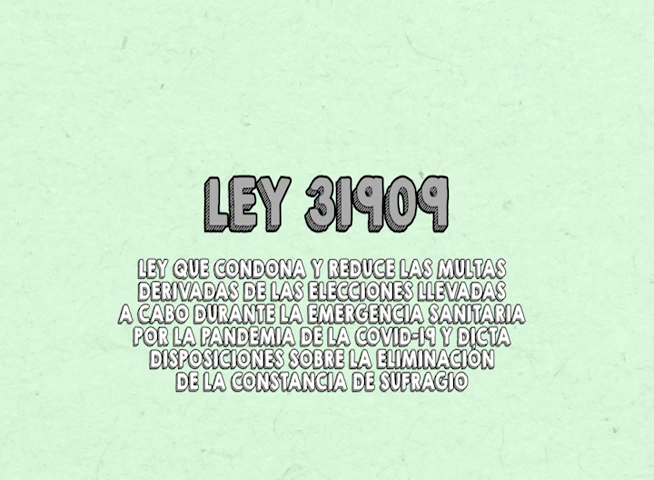 LEY 31909
LEY QUE CONDONA Y REDUCE LAS MULTAS
DERIVADAS DE LAS ELECCIONES LLEVADAS
A CABO DURANTE LA EMERGENCIA SANITARIA
POR LA PANDEMIA DE LA COVID-19 Y DICTA
DISPOSICIONES SOBRE LA ELIMINACIÓN
DE LA CONSTANCIA DE SUFRAGIO